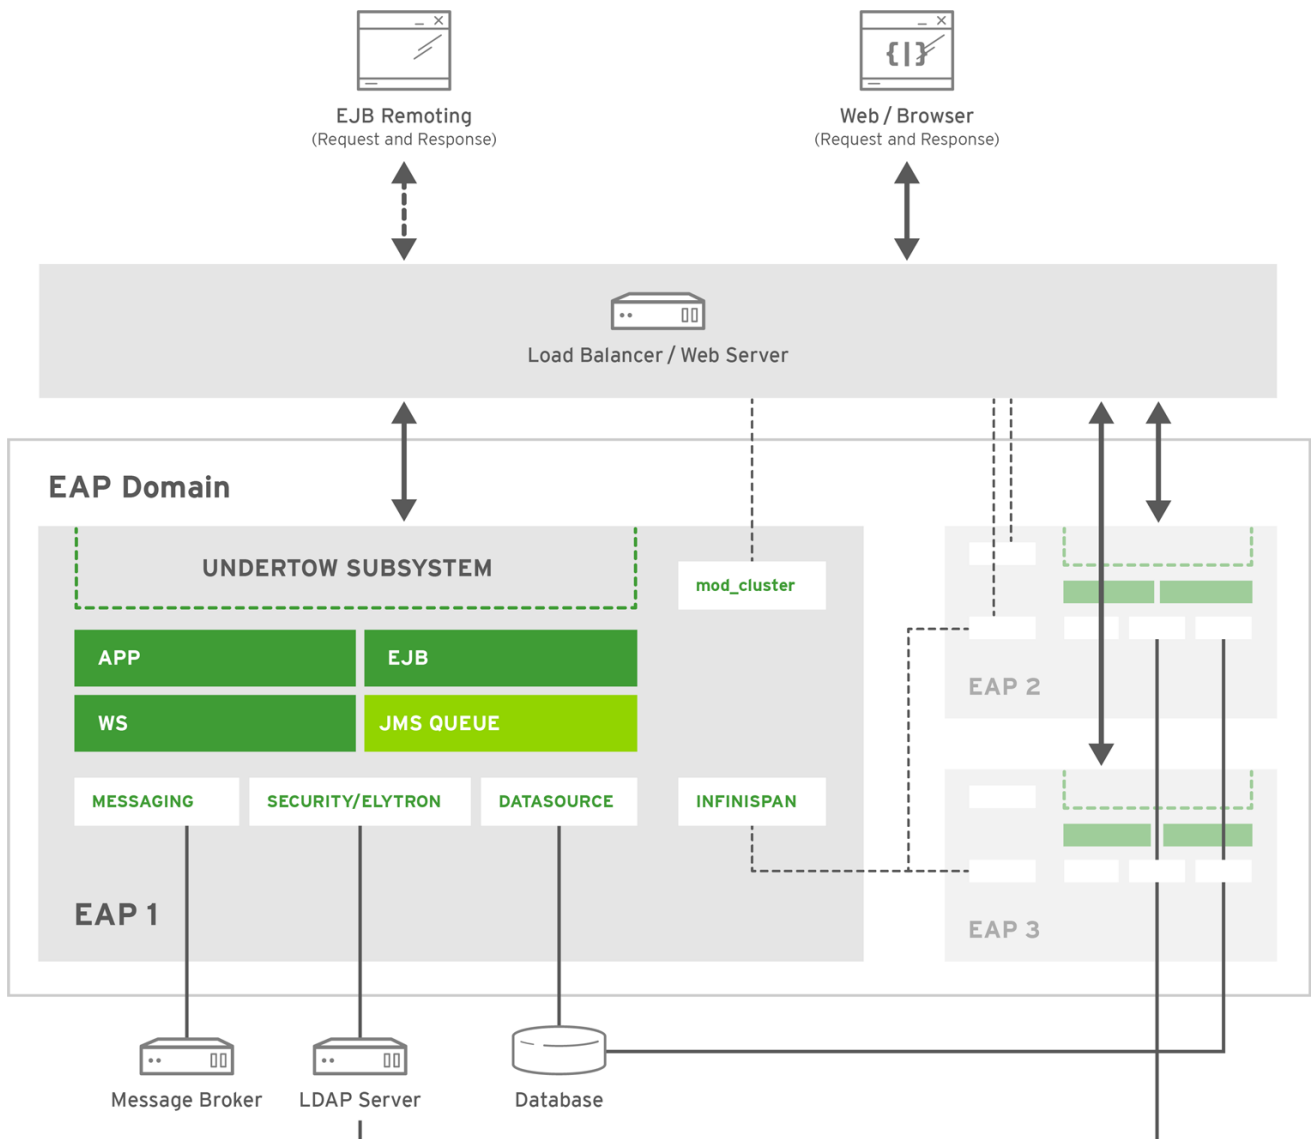 EJB Remoting
(Request and Response)
Web / Browser
(Request and Response)
{|}
Load Balancer / Web Server
EAP Domain
UNDERTOW SUBSYSTEM
mod_cluster
APP
EJB
WS
JMS QUEUE
MESSAGING
SECURITY/ELYTRON
DATASOURCE
INFINISPAN
EAP 1
EAP 2
EAP 3
Message Broker
LDAP Server
Database